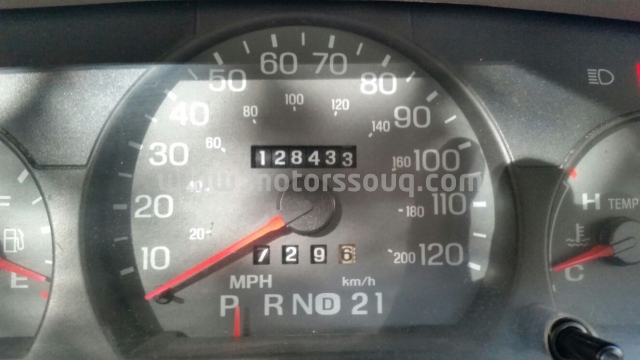 60 70
50 80
40 90
30 100
20 110
10 120
100
80 120
60 140
40 160
20 180
200
128433
www.motorssouq.com
7296
MPH km/h
P R N D 2 1
F
E
H TEMP
C